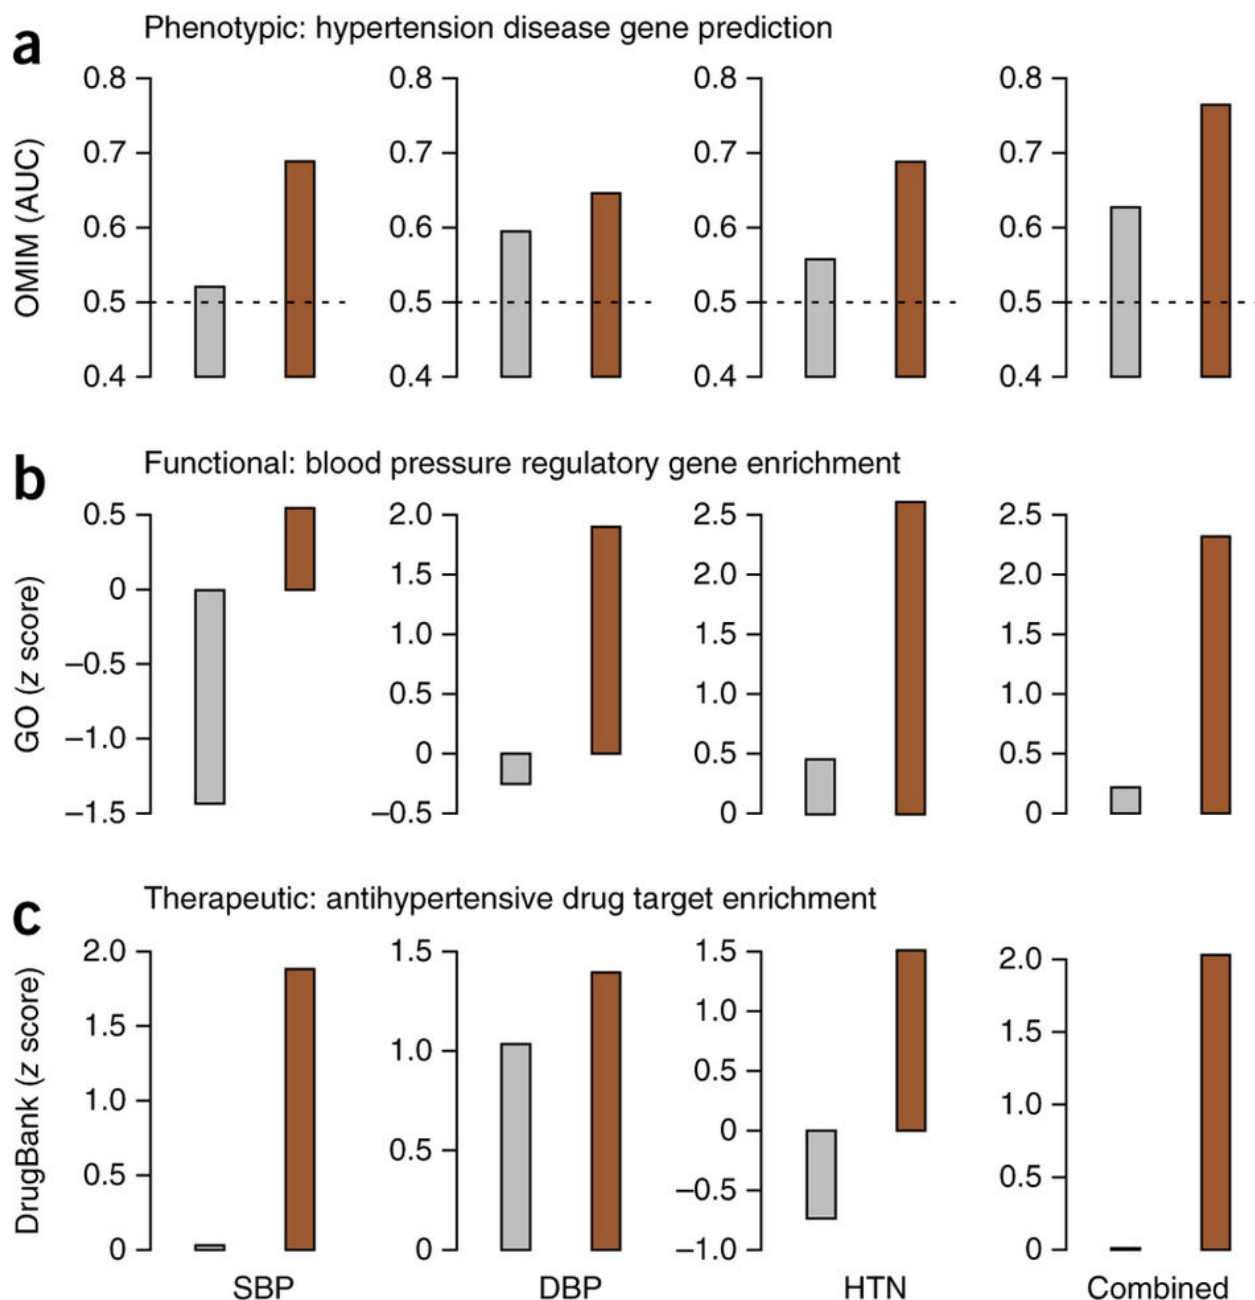 a
Phenotypic: hypertension disease gene prediction
OMIM (AUC)
0.8 0.8 0.8 0.8
0.7 0.7 0.7 0.7
0.6 0.6 0.6 0.6
0.5 0.5 0.5 0.5
0.4 0.4 0.4 0.4
b
Functional: blood pressure regulatory gene enrichment
GO (z score)
0.5
0
–0.5
–1.0
–1.5
2.0
1.5
1.0
0.5
0
–0.5
2.5
2.0
1.5
1.0
0.5
0
2.5
2.0
1.5
1.0
0.5
0
c
Therapeutic: antihypertensive drug target enrichment
DrugBank (z score)
2.0
1.5
1.0
0.5
0
1.5
1.0
0.5
0
1.5
1.0
0.5
0
–0.5
–1.0
2.0
1.5
1.0
0.5
0
SBP DBP HTN Combined